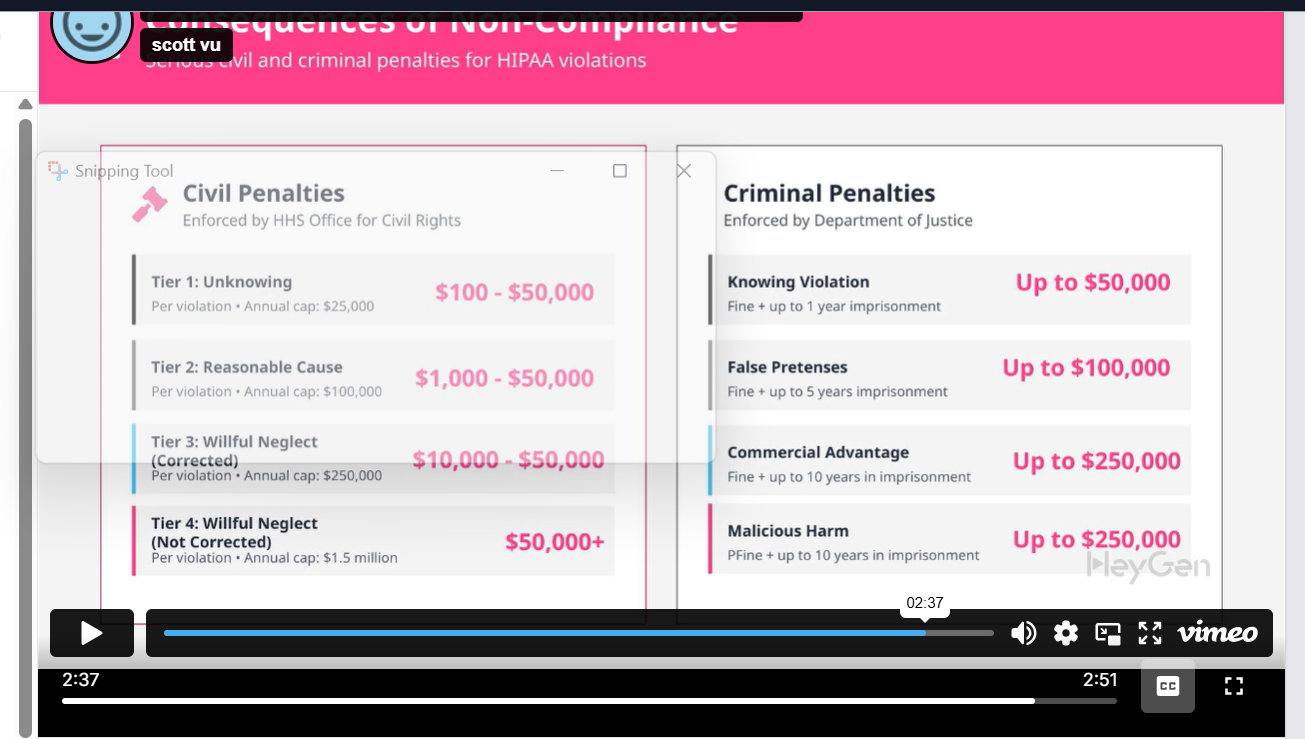 Consequences of Non-Compliance
scott vu
Serious civil and criminal penalties for HIPAA violations
Snipping Tool
Civil Penalties
Enforced by HHS Office for Civil Rights
Tier 1: Unknowing
Per violation • Annual cap: $25,000
$100 - $50,000
Tier 2: Reasonable Cause
Per violation • Annual cap: $100,000
$1,000 - $50,000
Tier 3: Willful Neglect
(Corrected)
Per violation • Annual cap: $250,000
$10,000 - $50,000
Tier 4: Willful Neglect
(Not Corrected)
Per violation • Annual cap: $1.5 million
$50,000+
Criminal Penalties
Enforced by Department of Justice
Knowing Violation
Fine + up to 1 year imprisonment
Up to $50,000
False Pretenses
Fine + up to 5 years imprisonment
Up to $100,000
Commercial Advantage
Fine + up to 10 years in imprisonment
Up to $250,000
Malicious Harm
PFine + up to 10 years in imprisonment
Up to $250,000
HeyGen
02:37
vimeo
2:37
2:51
CC